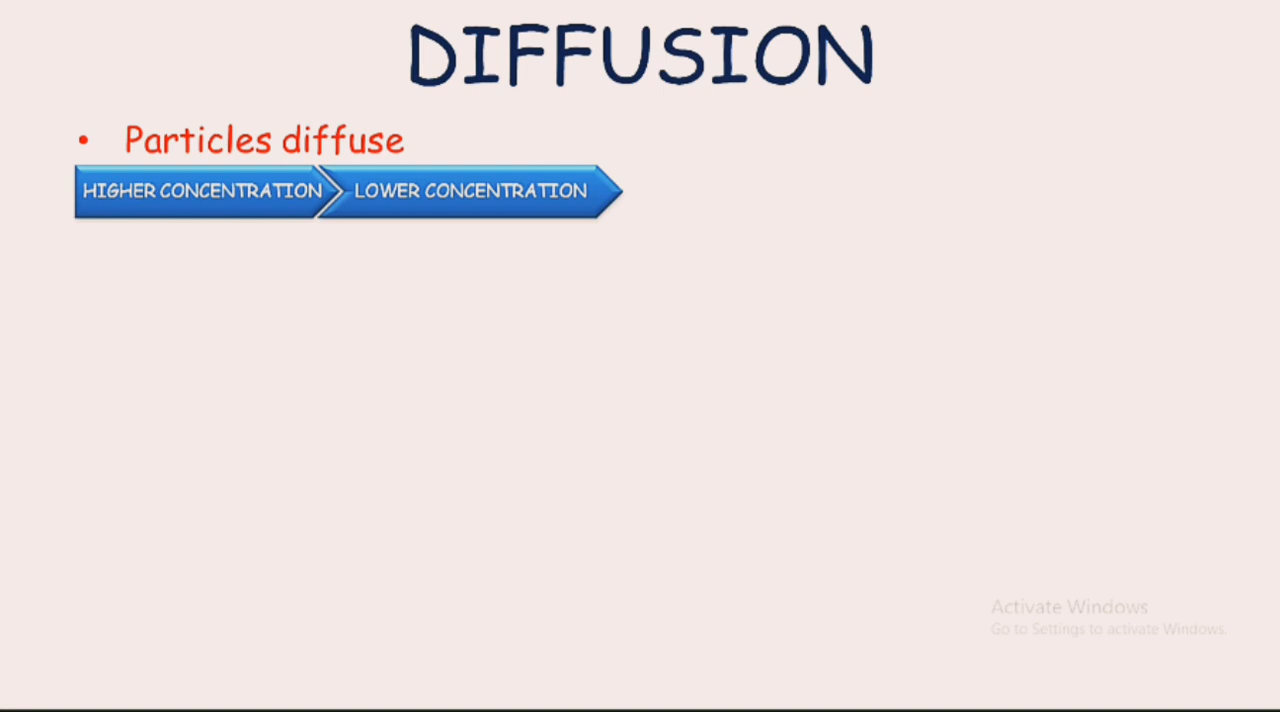 DIFFUSION
• Particles diffuse
HIGHER CONCENTRATION LOWER CONCENTRATION
Activate Windows
Go to Settings to activate Windows.